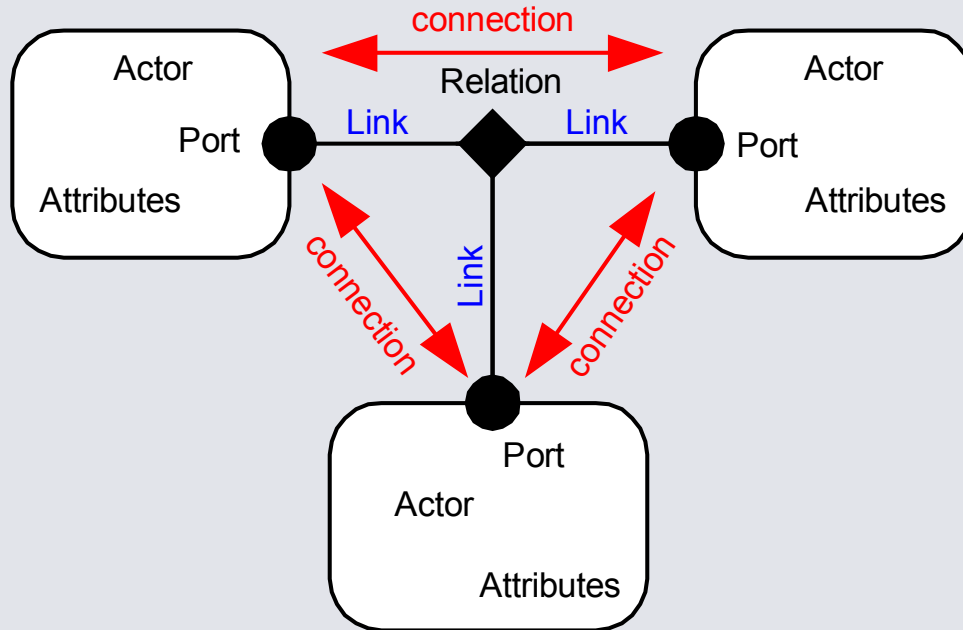 connection
Actor
Relation
Actor
Port
Link
Link
Port
Attributes
Attributes
connection
Link
connection
Port
Actor
Attributes